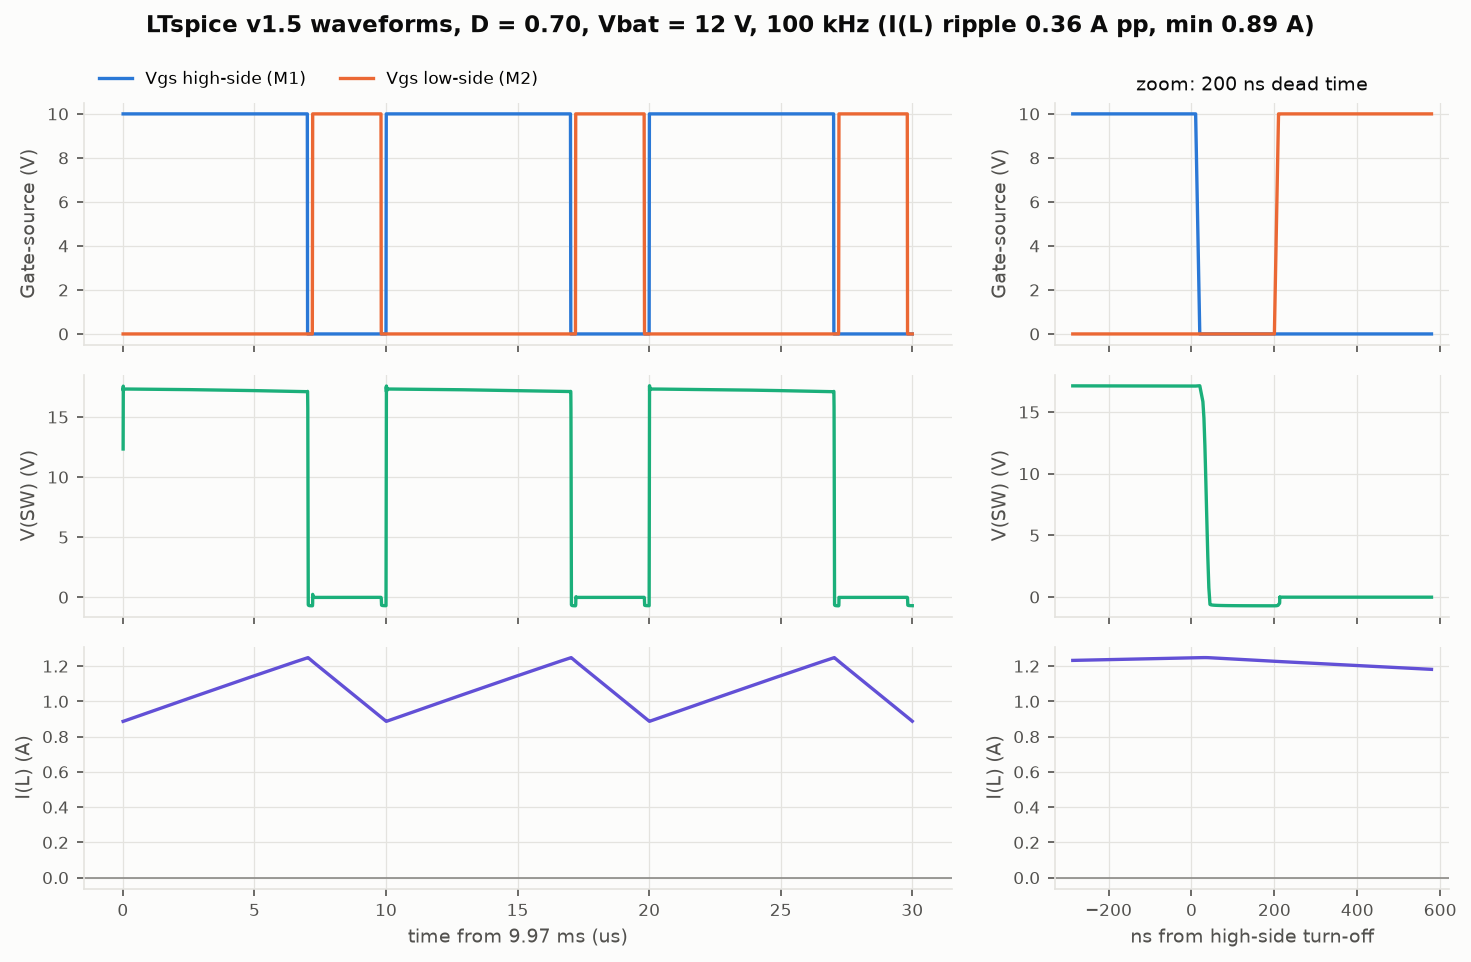 LTspice v1.5 waveforms, D = 0.70, Vbat = 12 V, 100 kHz (I(L) ripple 0.36 A pp, min 0.89 A)
Vgs high-side (M1)
Vgs low-side (M2)
zoom: 200 ns dead time
Gate-source (V)
10
8
6
4
2
0
Gate-source (V)
10
8
6
4
2
0
V(SW) (V)
15
10
5
0
V(SW) (V)
15
10
5
0
I(L) (A)
1.2
1.0
0.8
0.6
0.4
0.2
0.0
0 5 10 15 20 25 30
time from 9.97 ms (us)
I(L) (A)
1.2
1.0
0.8
0.6
0.4
0.2
0.0
−200 0 200 400 600
ns from high-side turn-off